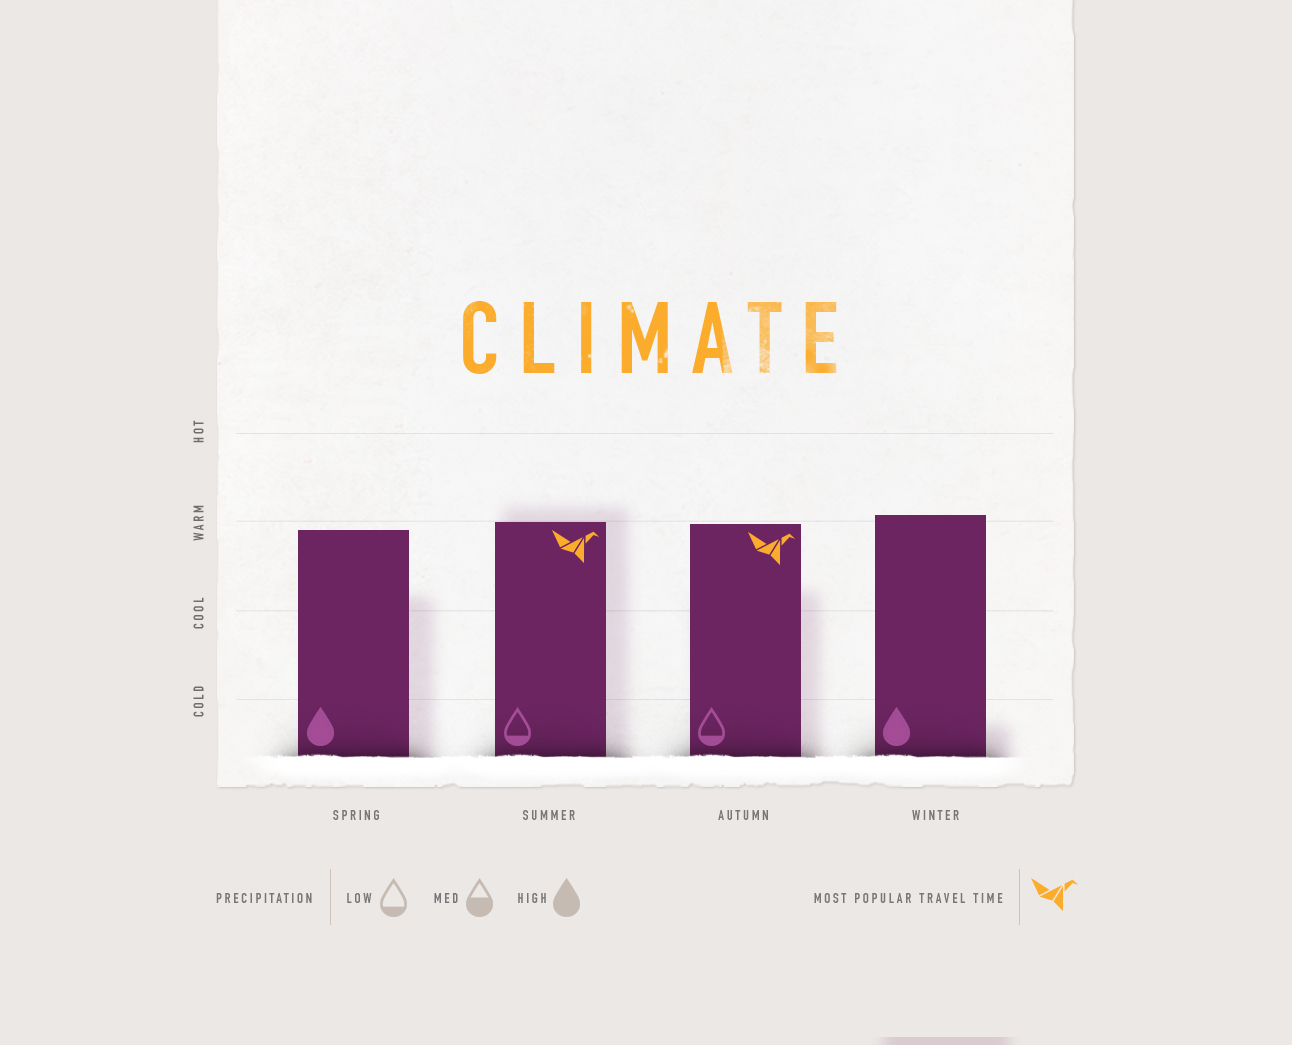 CLIMATE
HOT
WARM
COOL
COLD
SPRING
SUMMER
AUTUMN
WINTER
PRECIPITATION
LOW
MED
HIGH
MOST POPULAR TRAVEL TIME